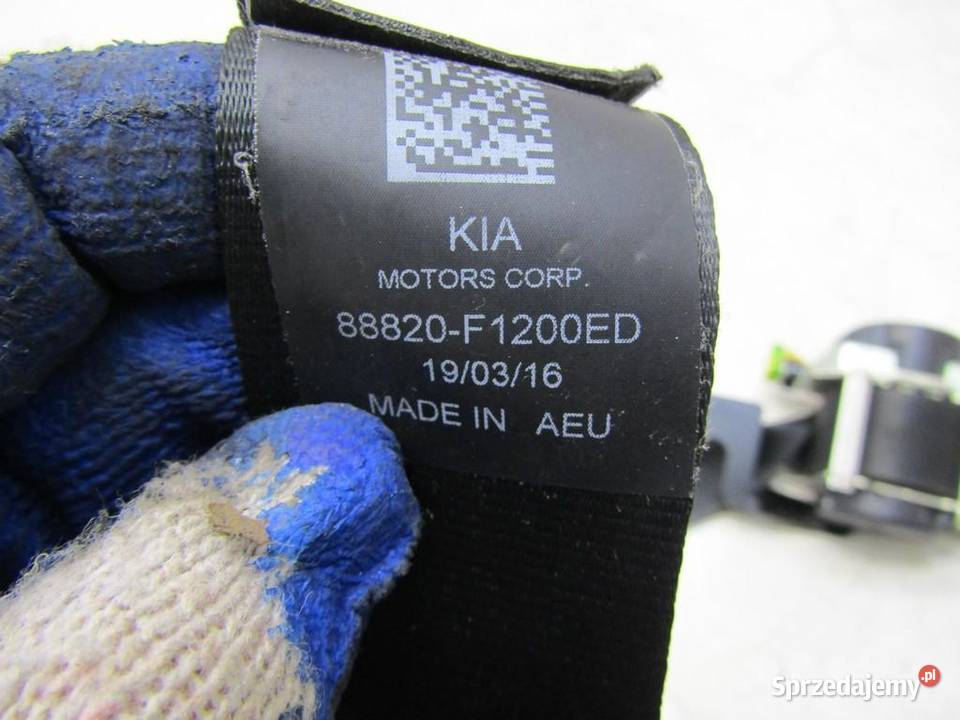 KIA
MOTORS CORP.
88820-F1200ED
19/03/16
MADE IN AEU
Sprzedajemy.pl